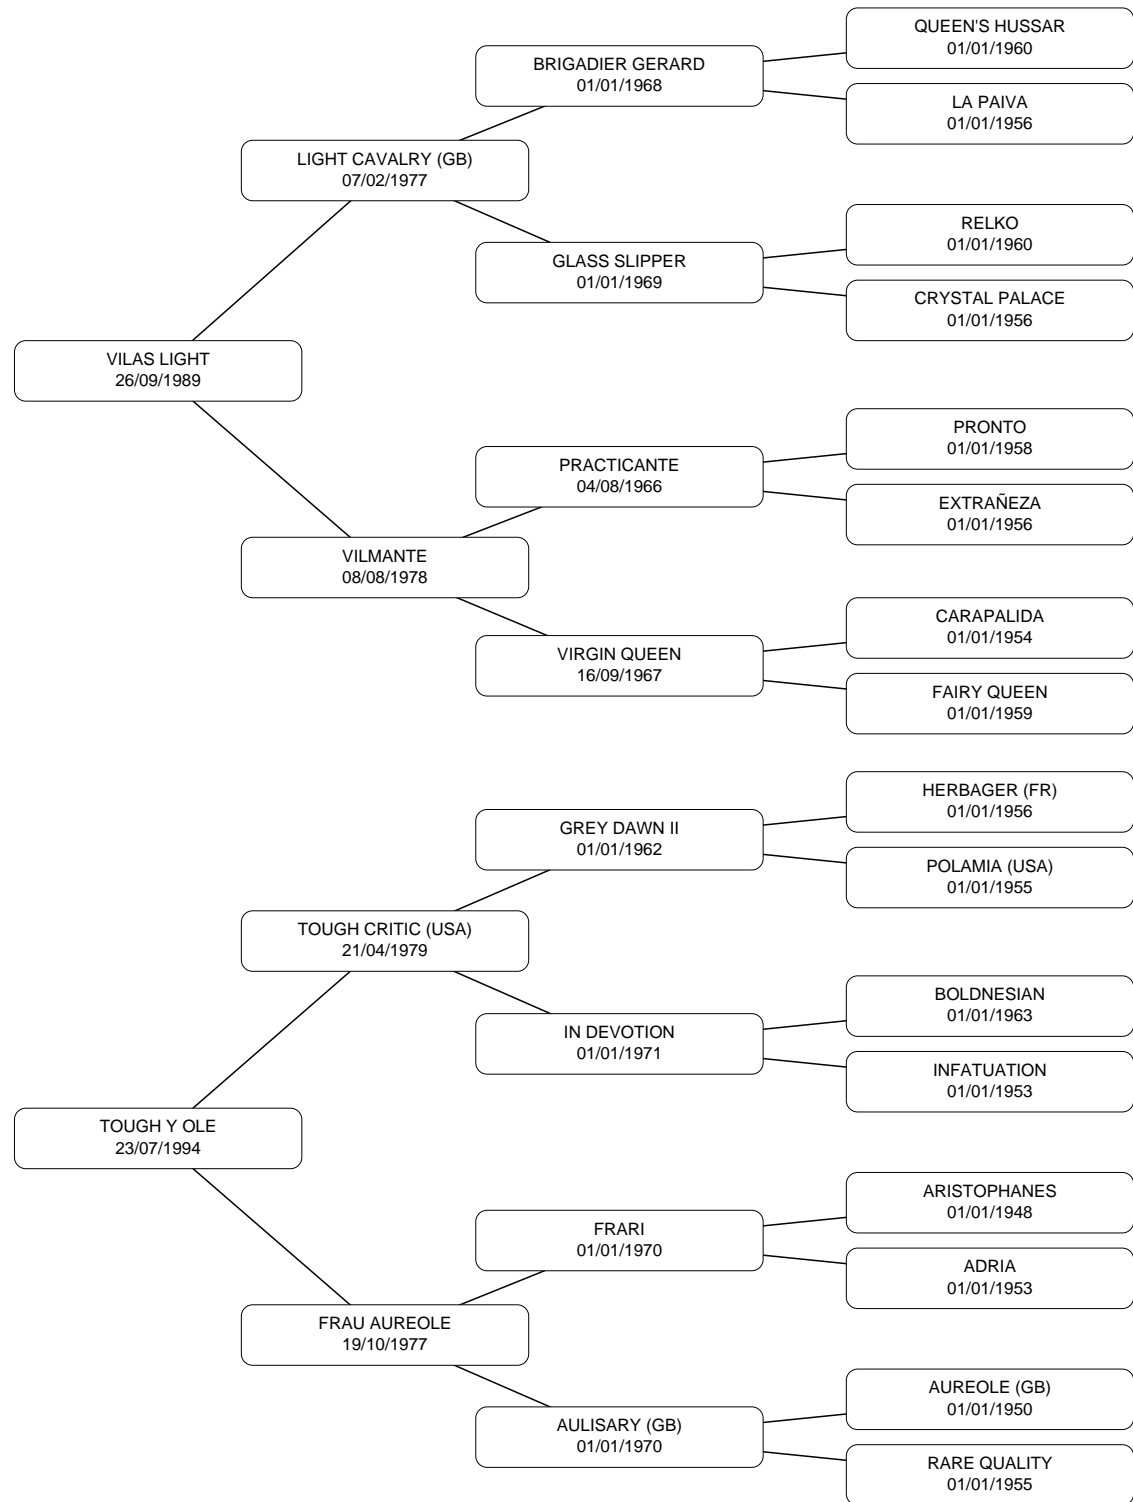 QUEEN'S HUSSAR
01/01/1960
BRIGADIER GERARD
01/01/1968
LA PAIVA
01/01/1956
LIGHT CAVALRY (GB)
07/02/1977
RELKO
01/01/1960
GLASS SLIPPER
01/01/1969
CRYSTAL PALACE
01/01/1956
VILAS LIGHT
26/09/1989
PRONTO
01/01/1958
PRACTICANTE
04/08/1966
EXTRAÑEZA
01/01/1956
VILMANTE
08/08/1978
CARAPALIDA
01/01/1954
VIRGIN QUEEN
16/09/1967
FAIRY QUEEN
01/01/1959
HERBAGER (FR)
01/01/1956
GREY DAWN II
01/01/1962
POLAMIA (USA)
01/01/1955
TOUGH CRITIC (USA)
21/04/1979
BOLDNESIAN
01/01/1963
IN DEVOTION
01/01/1971
INFATUATION
01/01/1953
TOUGH Y OLE
23/07/1994
ARISTOPHANES
01/01/1948
FRARI
01/01/1970
ADRIA
01/01/1953
FRAU AUREOLE
19/10/1977
AUREOLE (GB)
01/01/1950
AULISARY (GB)
01/01/1970
RARE QUALITY
01/01/1955